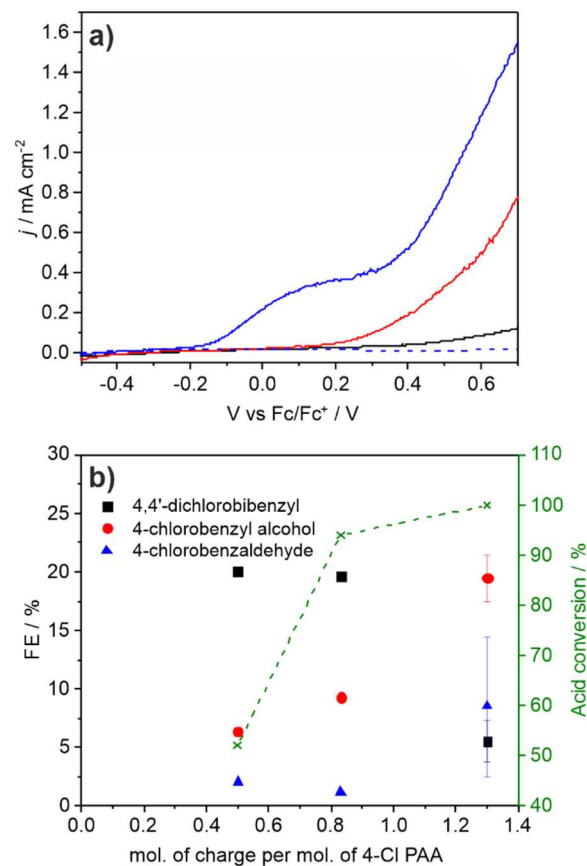 a)
1.6
1.4
1.2
1.0
0.8
0.6
0.4
0.2
0.0
j / mA cm⁻²
-0.4 -0.2 0.0 0.2 0.4 0.6
V vs Fc/Fc⁺ / V
b)
30
25
20
15
10
5
0
FE / %
4,4'-dichlorobibenzyl
4-chlorobenzyl alcohol
4-chlorobenzaldehyde
110
100
90
80
70
60
50
40
Acid conversion / %
0.0 0.2 0.4 0.6 0.8 1.0 1.2 1.4
mol. of charge per mol. of 4-Cl PAA